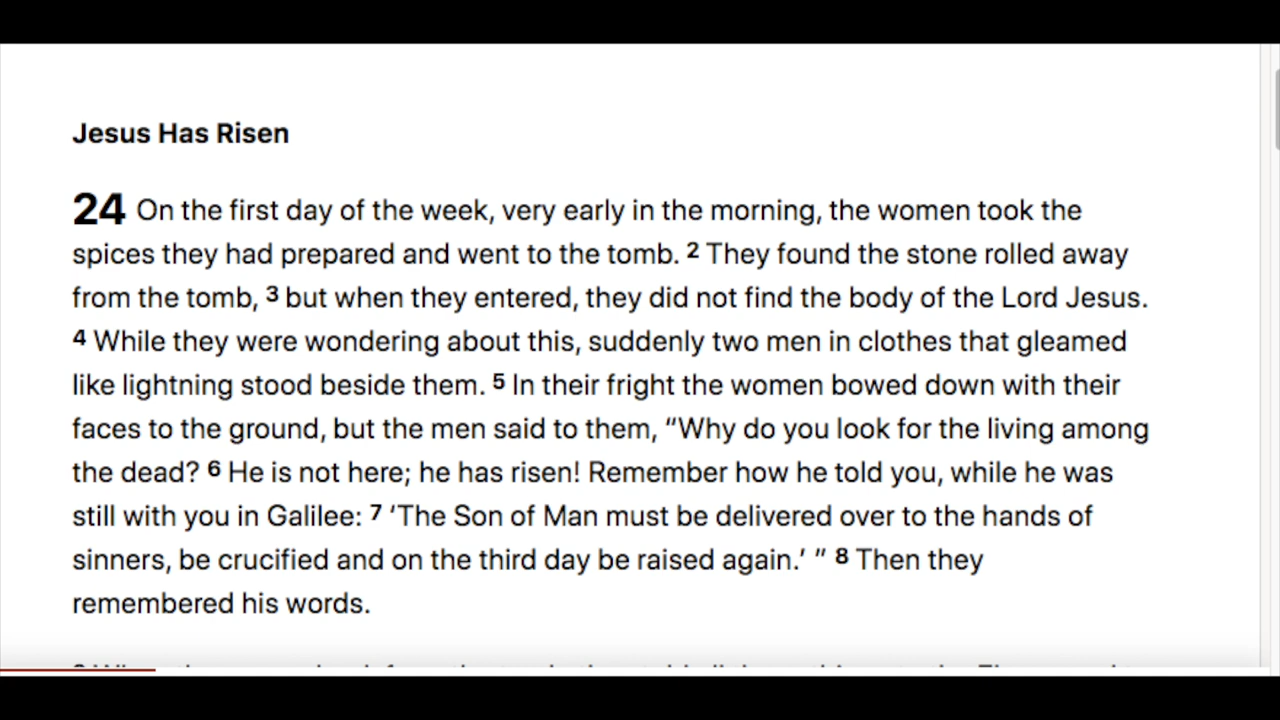 Jesus Has Risen
24 On the first day of the week, very early in the morning, the women took the
spices they had prepared and went to the tomb. 2 They found the stone rolled away
from the tomb, 3 but when they entered, they did not find the body of the Lord Jesus.
4 While they were wondering about this, suddenly two men in clothes that gleamed
like lightning stood beside them. 5 In their fright the women bowed down with their
faces to the ground, but the men said to them, “Why do you look for the living among
the dead? 6 He is not here; he has risen! Remember how he told you, while he was
still with you in Galilee: 7 ‘The Son of Man must be delivered over to the hands of
sinners, be crucified and on the third day be raised again.’ ” 8 Then they
remembered his words.